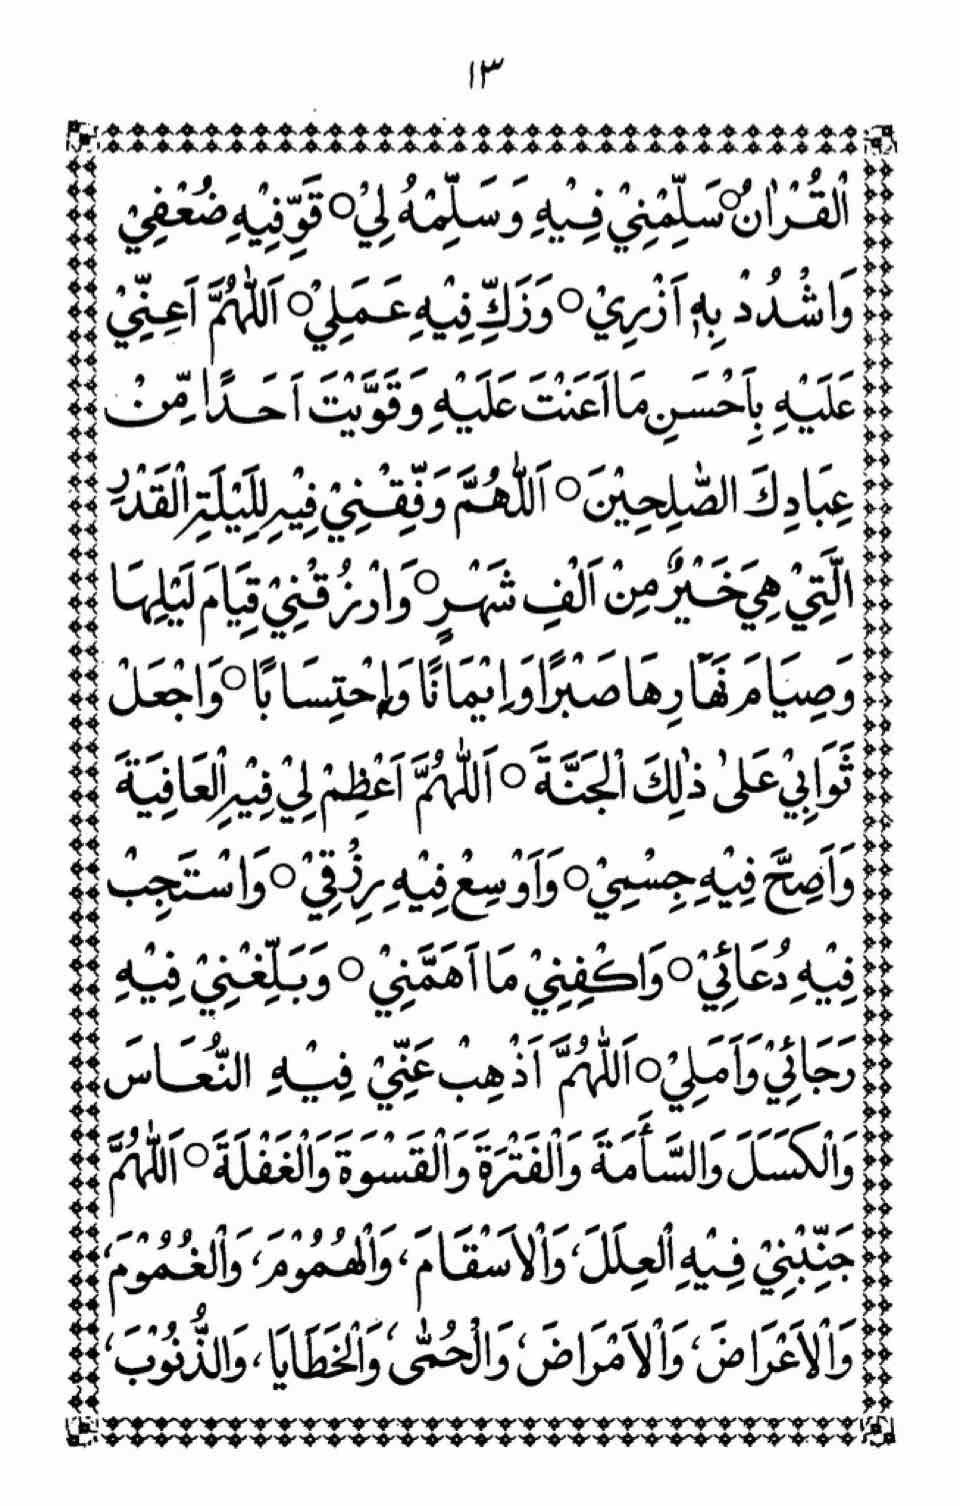 ١٣
الْقُرْاٰنُ ○ سَلِّمْنِيْ فِيْهِ وَسَلِّمْهُ لِيْ ○ قَوِّ فِيْهِ ضُعْفِيْ
وَاشْدُدْ بِهٖ اَزْرِيْ ○ وَزَكِّ فِيْهِ عَمَلِيْ ○ اَللّٰهُمَّ اَعِنِّيْ
عَلَيْهِ بِاَحْسَنِ مَا اَعَنْتَ عَلَيْهِ وَقَوَّيْتَ اَحَدًا مِّنْ
عِبَادِكَ الصّٰلِحِيْنَ ○ اَللّٰهُمَّ وَفِّقْنِيْ فِيْهِ لِلَيْلَةِ الْقَدْرِ
الَّتِيْ هِيَ خَيْرٌ مِنْ اَلْفِ شَهْرٍ ○ وَارْزُقْنِيْ قِيَامَ لَيْلِهَا
وَصِيَامَ نَهَارِهَا صَبْرًا وَاِيْمَانًا وَاِحْتِسَابًا ○ وَاجْعَلْ
ثَوَابِيْ عَلىٰ ذٰلِكَ الْجَنَّةَ ○ اَللّٰهُمَّ اَعْظِمْ لِيْ فِيْهِ الْعَافِيَةَ
وَاَصِحَّ فِيْهِ جِسْمِيْ ○ وَاَوْسِعْ فِيْهِ رِزْقِيْ ○ وَاسْتَجِبْ
فِيْهِ دُعَائِيْ ○ وَاكْفِنِيْ مَا اَهَمَّنِيْ ○ وَبَلِّغْنِيْ فِيْهِ
رَجَائِيْ وَاَمَلِيْ ○ اَللّٰهُمَّ اَذْهِبْ عَنِّيْ فِيْهِ النُّعَاسَ
وَالْكَسَلَ وَالسَّأَمَةَ وَالْفَتْرَةَ وَالْقَسْوَةَ وَالْغَفْلَةَ ○ اَللّٰهُمَّ
جَنِّبْنِيْ فِيْهِ الْعِلَلَ، وَالْاَسْقَامَ، وَالْهُمُوْمَ، وَالْغُمُوْمَ،
وَالْاَعْرَاضَ، وَالْاَمْرَاضَ، وَالْحُمّٰى، وَالْخَطَايَا، وَالذُّنُوْبَ،